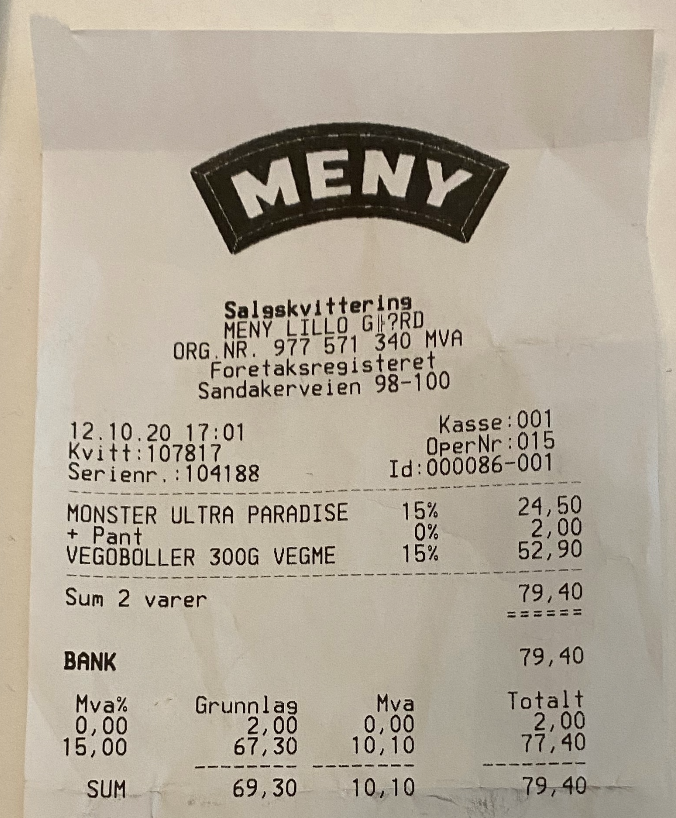 MENY
Salgskvittering
MENY LILLO G╟?RD
ORG.NR. 977 571 340 MVA
Foretaksregisteret
Sandakerveien 98-100
12.10.20 17:01 Kasse:001
Kvitt:107817 OperNr:015
Serienr.:104188 Id:000086-001
MONSTER ULTRA PARADISE 15% 24,50
+ Pant 0% 2,00
VEGOBOLLER 300G VEGME 15% 52,90
Sum 2 varer 79,40
======
BANK 79,40
Mva% Grunnlag Mva Totalt
0,00 2,00 0,00 2,00
15,00 67,30 10,10 77,40
SUM 69,30 10,10 79,40